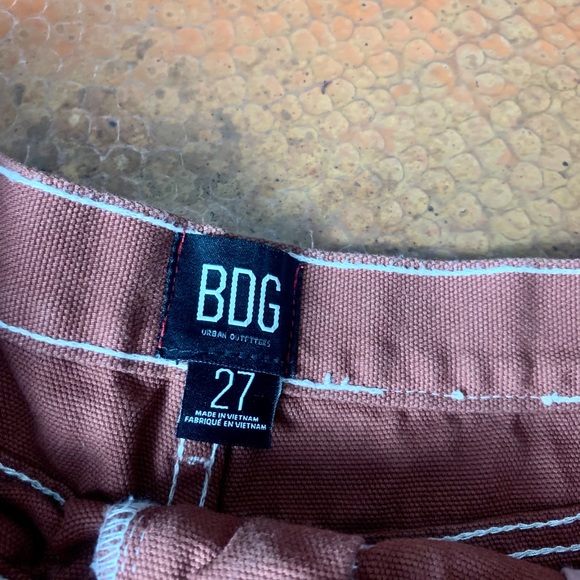 BDG
URBAN OUTFITTERS
27
MADE IN VIETNAM
FABRIQUÉ EN VIETNAM